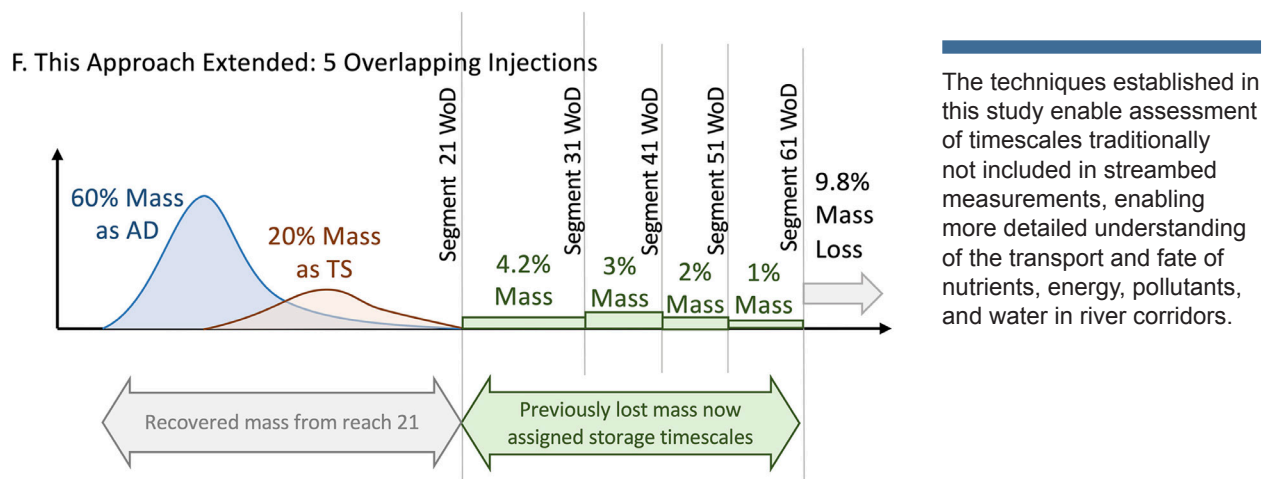 F. This Approach Extended: 5 Overlapping Injections
60% Mass
as AD
20% Mass
as TS
Segment 21 WoD
4.2%
Mass
Segment 31 WoD
3%
Mass
Segment 41 WoD
2%
Mass
Segment 51 WoD
1%
Mass
Segment 61 WoD
9.8%
Mass
Loss
Recovered mass from reach 21
Previously lost mass now
assigned storage timescales
The techniques established in
this study enable assessment
of timescales traditionally
not included in streambed
measurements, enabling
more detailed understanding
of the transport and fate of
nutrients, energy, pollutants,
and water in river corridors.